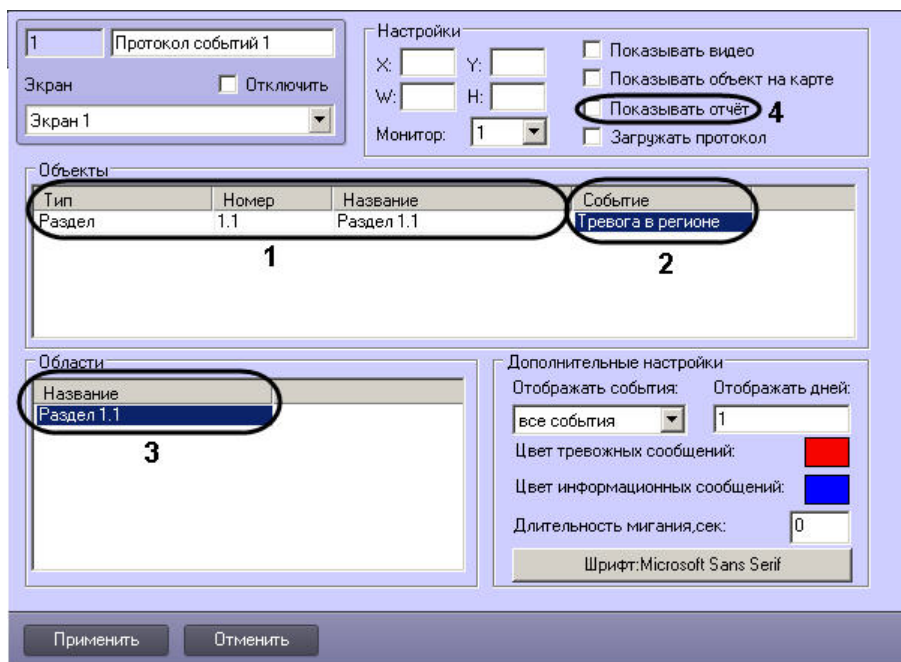 1
Протокол событий 1
Экран
Отключить
Экран 1
Настройки
X:
Y:
W:
H:
Монитор:
1
Показывать видео
Показывать объект на карте
Показывать отчёт
4
Загружать протокол
Объекты
Тип Номер Название Событие
Раздел 1.1 Раздел 1.1 Тревога в регионе
1
2
Области
Название
Раздел 1.1
3
Дополнительные настройки
Отображать события: Отображать дней:
все события 1
Цвет тревожных сообщений:
Цвет информационных сообщений:
Длительность мигания,сек: 0
Шрифт:Microsoft Sans Serif
Применить Отменить